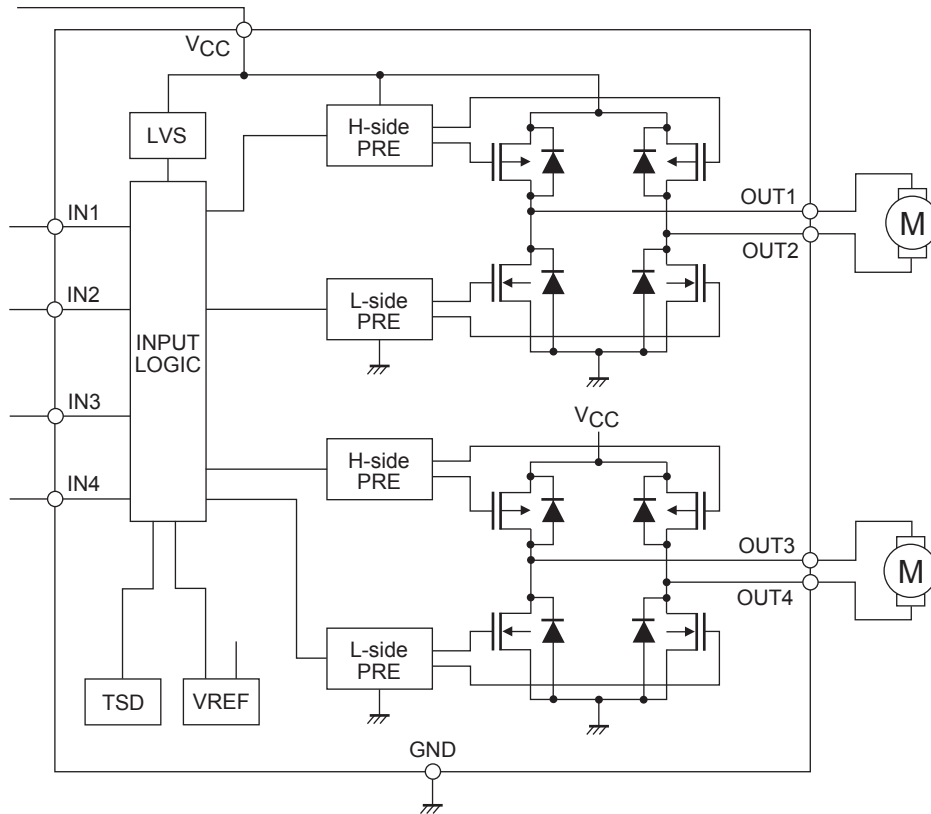 VCC
LVS
H-side
PRE
IN1
OUT1
M
OUT2
IN2
L-side
PRE
INPUT
LOGIC
IN3
VCC
H-side
PRE
IN4
OUT3
M
OUT4
L-side
PRE
TSD
VREF
GND